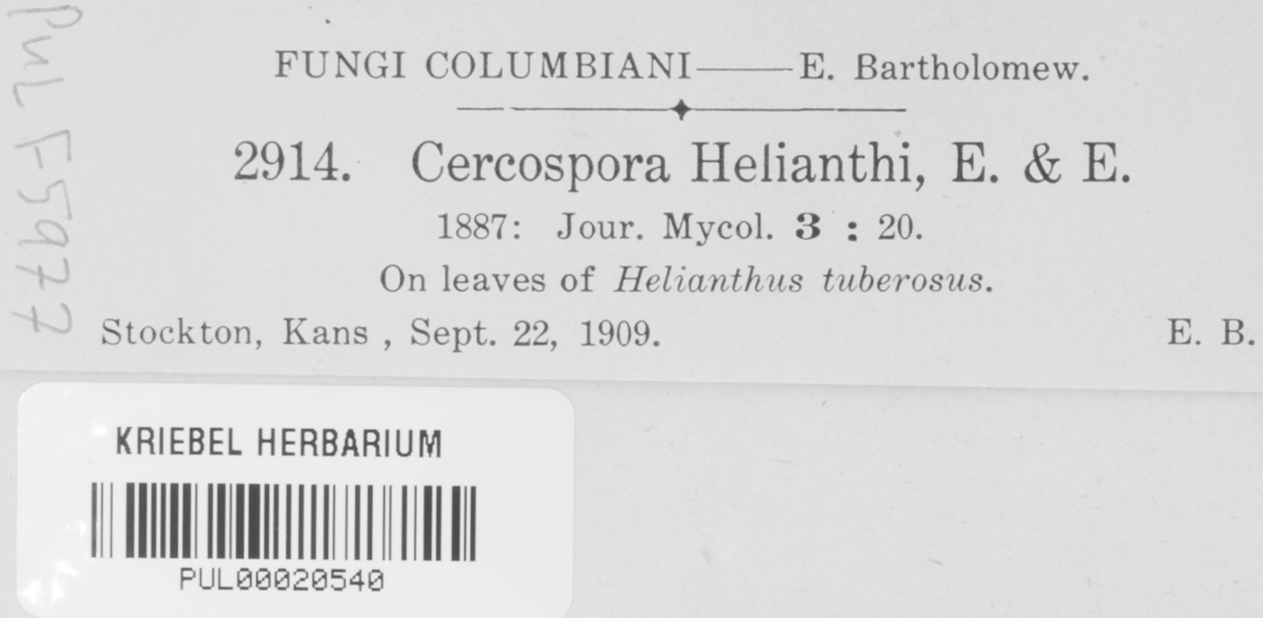 FUNGI COLUMBIANI——E. Bartholomew.
2914. Cercospora Helianthi, E. & E.
1887: Jour. Mycol. 3 : 20.
On leaves of Helianthus tuberosus.
Stockton, Kans , Sept. 22, 1909. E. B.
PUL F5977
KRIEBEL HERBARIUM
PUL00020540